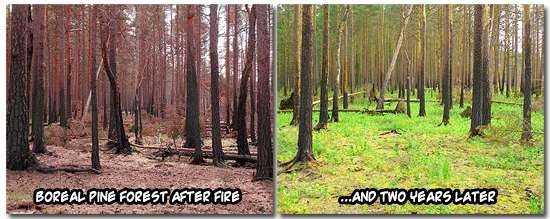 BOREAL PINE FOREST AFTER FIRE
...AND TWO YEARS LATER